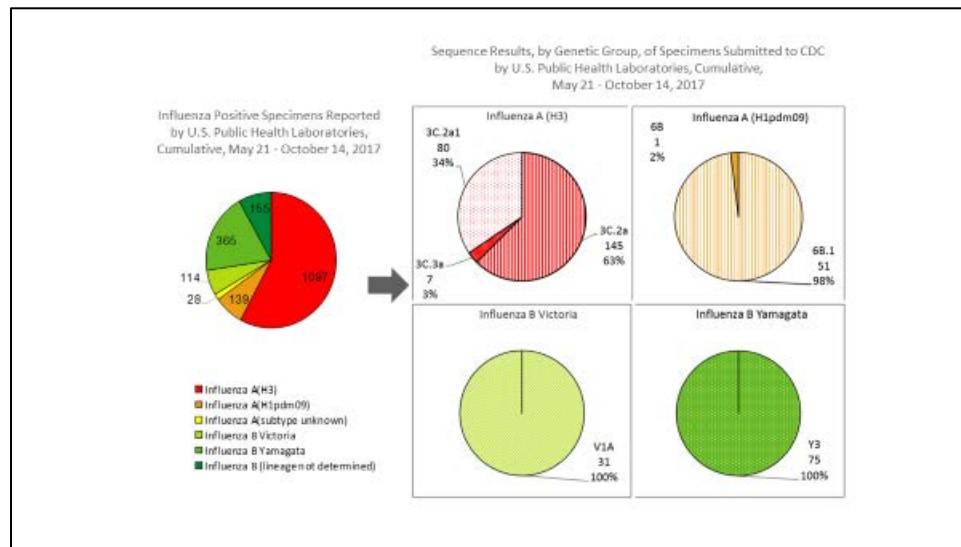 Sequence Results, by Genetic Group, of Specimens Submitted to CDC
by U.S. Public Health Laboratories, Cumulative,
May 21 - October 14, 2017
Influenza Positive Specimens Reported
by U.S. Public Health Laboratories,
Cumulative, May 21 - October 14, 2017
155
365
114
28
139
1097
Influenza A(H3)
Influenza A(H1pdm09)
Influenza A(subtype unknown)
Influenza B Victoria
Influenza B Yamagata
Influenza B (lineage not determined)
Influenza A (H3)
3C.2a1
80
34%
3C.3a
7
3%
3C.2a
145
63%
Influenza A (H1pdm09)
6B
1
2%
6B.1
51
98%
Influenza B Victoria
V1A
31
100%
Influenza B Yamagata
Y3
75
100%